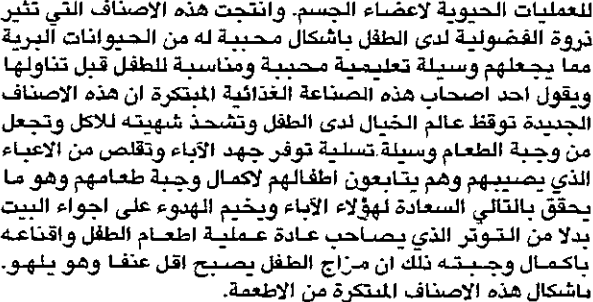 للعمليات الحيوية لاعضاء الجسم. وانتجت هذه الاصناف التي تثير
ذروة الفضولية لدى الطفل باشكال محببة له من الحيوانات البرية
مما يجعلهم وسيلة تعليمية محببة ومناسبة للطفل قبل تناولها
ويقول احد اصحاب هذه الصناعة الغذائية المبتكرة ان هذه الاصناف
الجديدة توقظ عالم الخيال لدى الطفل وتشحذ شهيته للاكل وتجعل
من وجبة الطعام وسيلة تسلية توفر جهد الآباء وتقلص من الاعباء
الذي يصيبهم وهم يتابعون اطفالهم لاكمال وجبة طعامهم وهو ما
يحقق بالتالي السعادة لهؤلاء الآباء ويخيم الهدوء على اجواء البيت
بدلا من التوتر الذي يصاحب عادة عملية اطعام الطفل واقناعه
باكمال وجبته ذلك ان مزاج الطفل يصبح اقل عنفا وهو يلهو.
باشكال هذه الاصناف المبتكرة من الاطعمة.